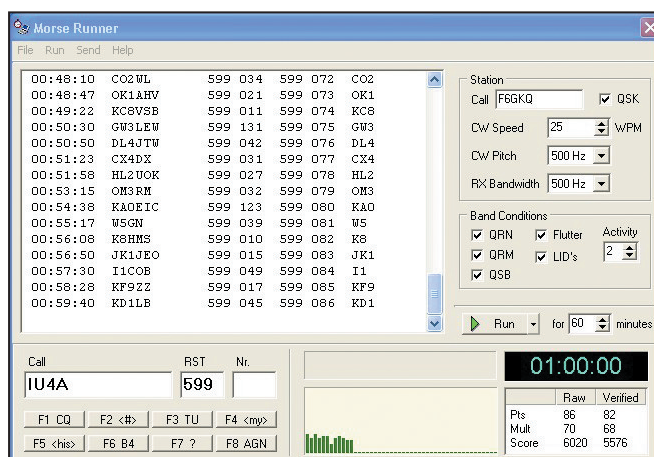 Morse Runner
File Run Send Help
00:48:10 CO2WL 599 034 599 072 CO2
00:48:47 OK1AHV 599 021 599 073 OK1
00:49:22 KC8VSB 599 011 599 074 KC8
00:50:30 GW3LEW 599 131 599 075 GW3
00:50:50 DL4JTW 599 042 599 076 DL4
00:51:23 CX4DX 599 031 599 077 CX4
00:51:58 HL2UOK 599 027 599 078 HL2
00:53:15 OM3RM 599 032 599 079 OM3
00:54:38 KA0EIC 599 123 599 080 KA0
00:55:17 W5GN 599 039 599 081 W5
00:56:08 K8HMS 599 010 599 082 K8
00:56:50 JK1JEO 599 015 599 083 JK1
00:57:30 I1COB 599 049 599 084 I1
00:58:28 KF9ZZ 599 017 599 085 KF9
00:59:40 KD1LB 599 045 599 086 KD1
Station
Call F6GKQ QSK
CW Speed 25 WPM
CW Pitch 500 Hz
RX Bandwidth 500 Hz
Band Conditions
QRN Flutter Activity
QRM LID's 2
QSB
Run for 60 minutes
Call RST Nr.
IU4A 599
F1 CQ F2 <#> F3 TU F4 <my>
F5 <his> F6 B4 F7 ? F8 AGN
01:00:00
Raw Verified
Pts 86 82
Mult 70 68
Score 6020 5576